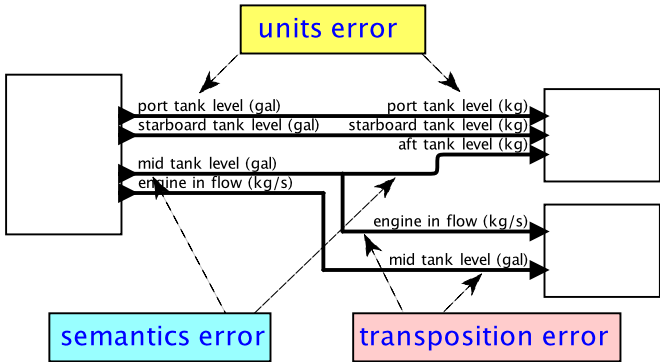 units error
port tank level (gal) port tank level (kg)
starboard tank level (gal) starboard tank level (kg)
aft tank level (kg)
mid tank level (gal)
engine in flow (kg/s)
engine in flow (kg/s)
mid tank level (gal)
semantics error transposition error